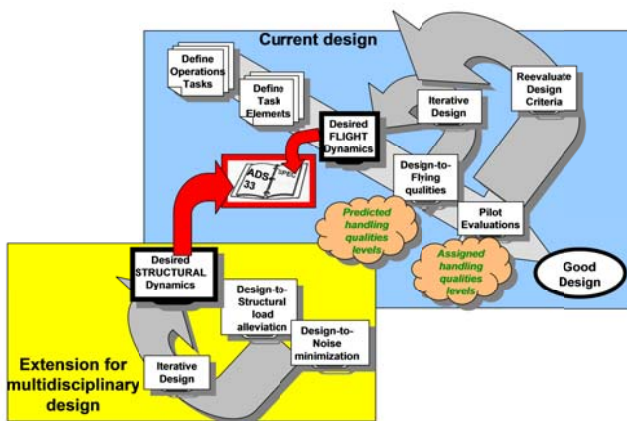 Current design
Define
Operations
Tasks
Define
Task
Elements
Desired
FLIGHT
Dynamics
Iterative
Design
Reevaluate
Design
Criteria
ADS-
33
SPEC
Design-to-
Flying
qualities
Predicted
handling
qualities
levels
Pilot
Evaluations
Assigned
handling
qualities
levels
Good
Design
Desired
STRUCTURAL
Dynamics
Design-to-
Structural
load
alleviation
Design-to-
Noise
minimization
Iterative
Design
Extension for
multidisciplinary
design